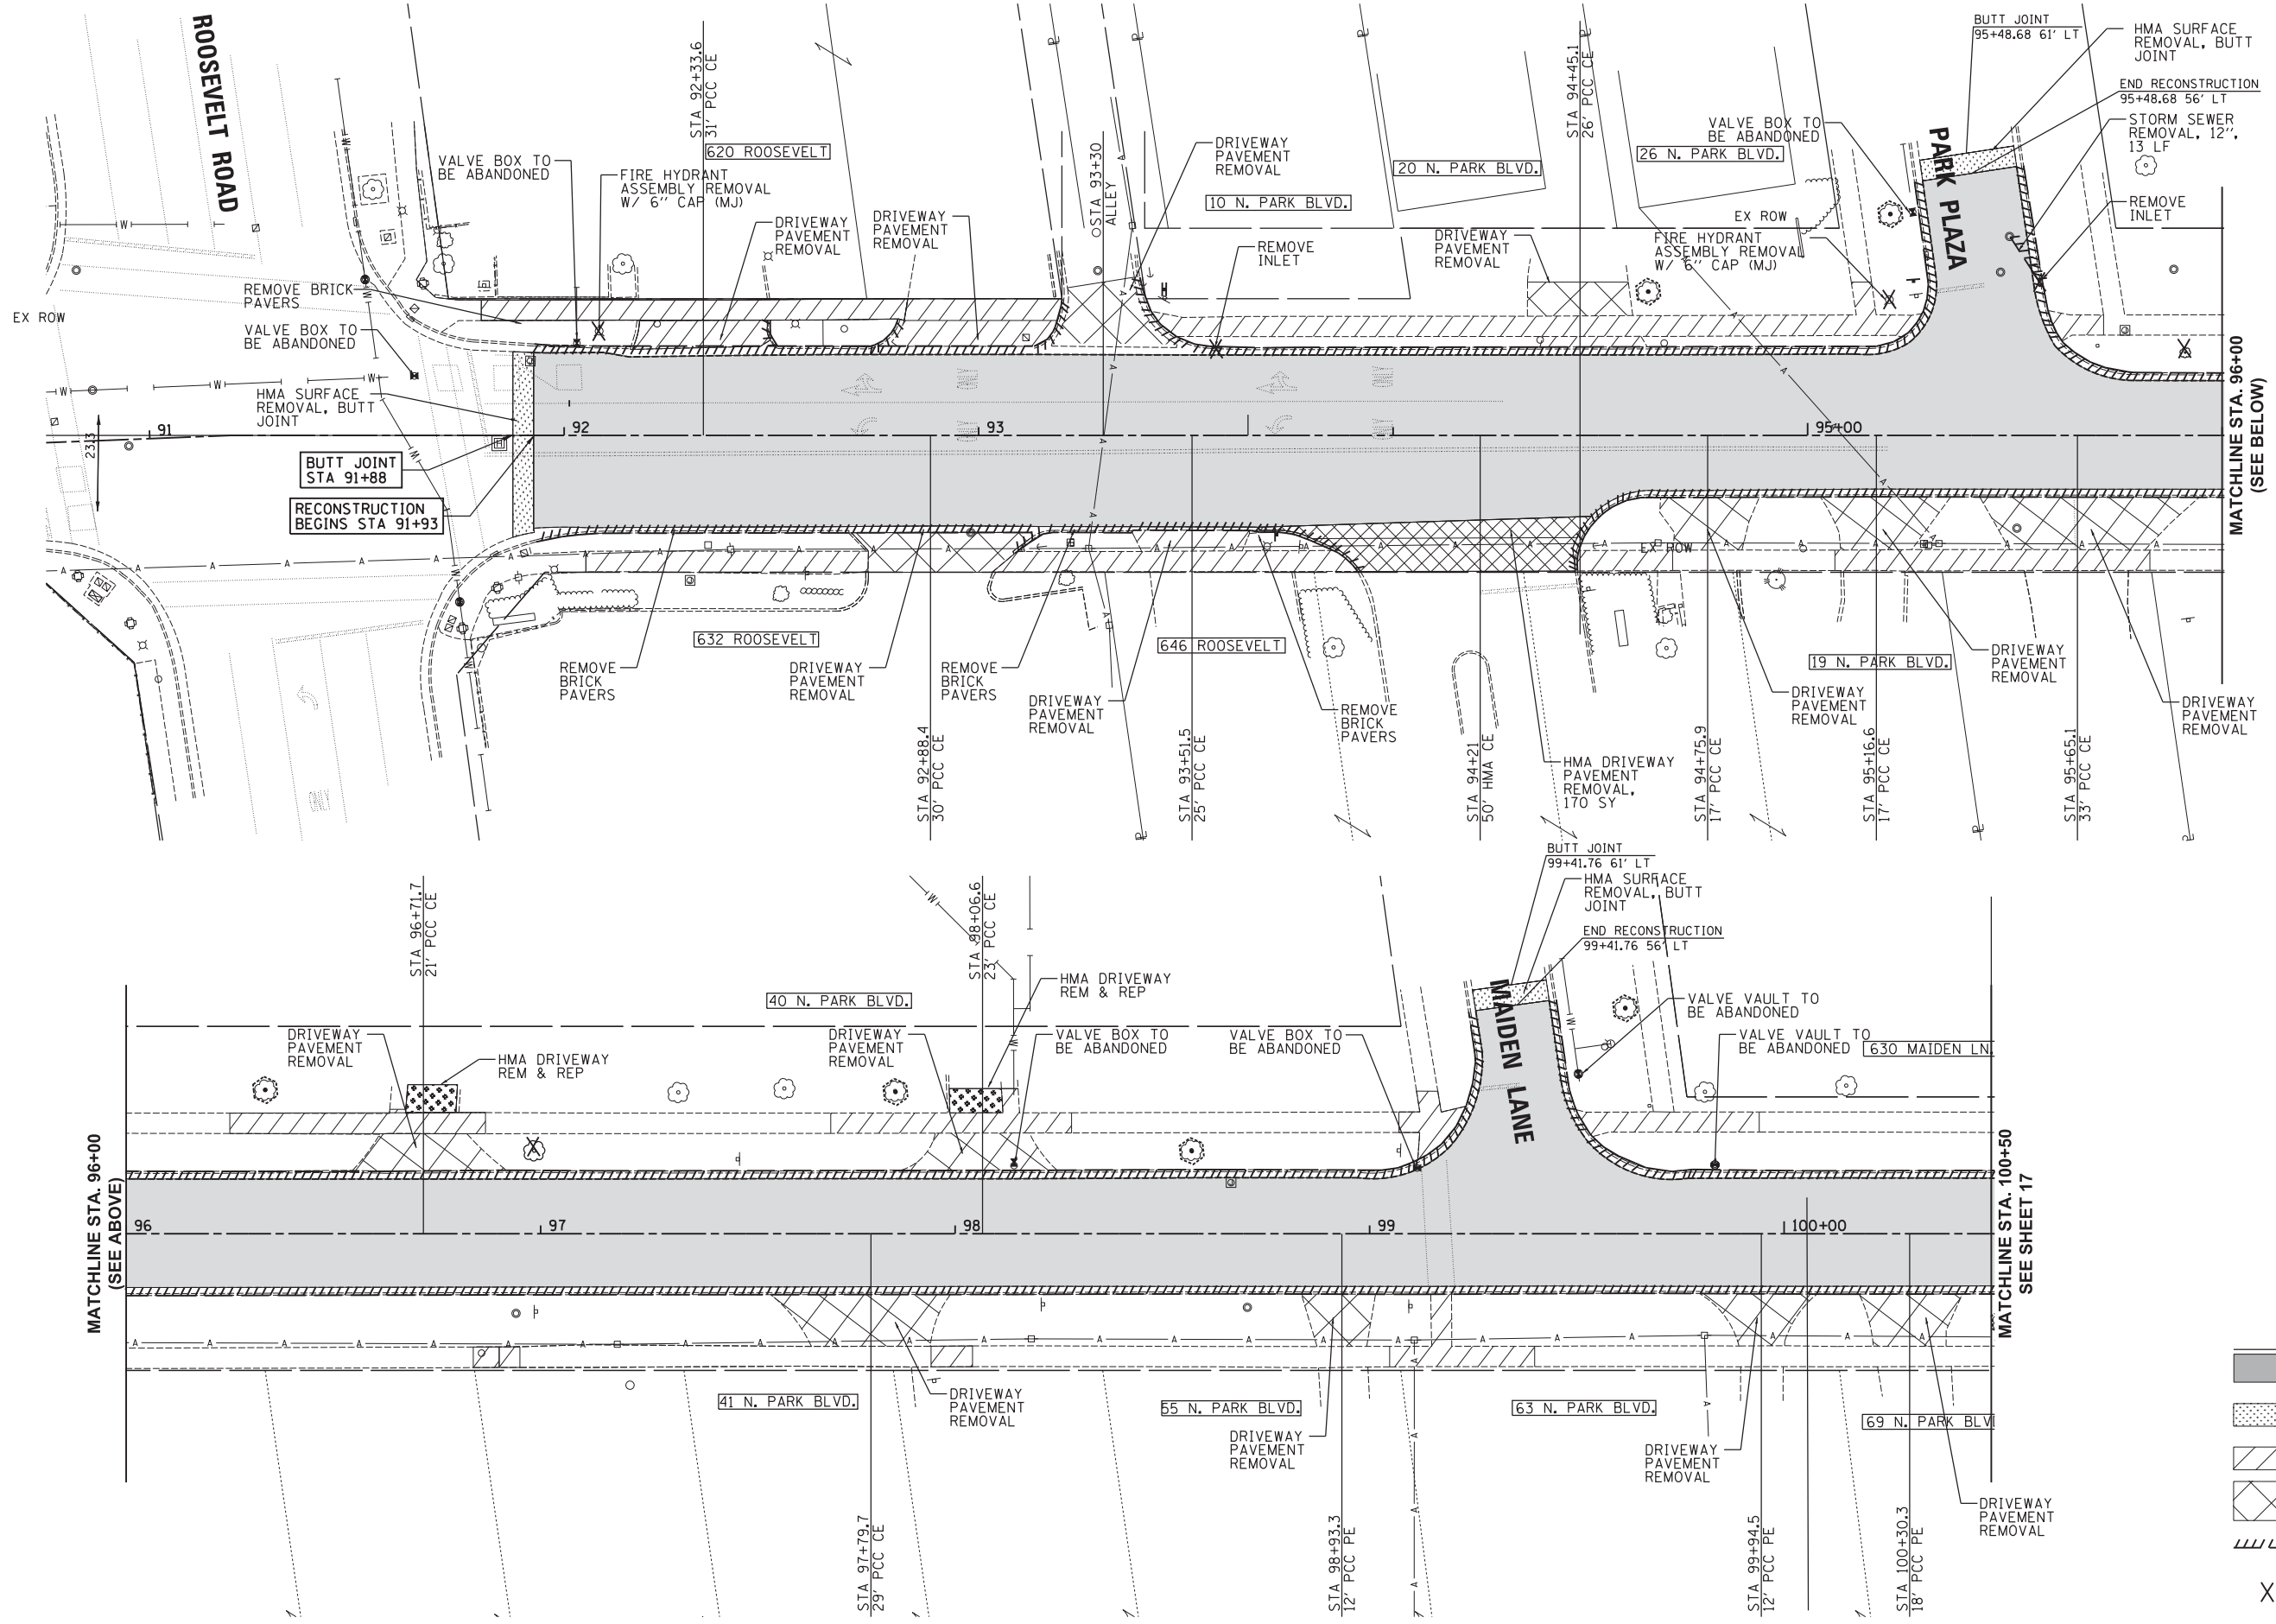 ROOSEVELT ROAD
STA 92+33.6
31' PCC CE
620 ROOSEVELT
VALVE BOX TO
BE ABANDONED
FIRE HYDRANT
ASSEMBLY REMOVAL
W/ 6" CAP (MJ)
DRIVEWAY
PAVEMENT
REMOVAL
DRIVEWAY
PAVEMENT
REMOVAL
STA 93+30
ALLEY
DRIVEWAY
PAVEMENT
REMOVAL
10 N. PARK BLVD.
REMOVE
INLET
20 N. PARK BLVD.
DRIVEWAY
PAVEMENT
REMOVAL
STA 94+45.1
26' PCC CE
26 N. PARK BLVD.
VALVE BOX TO
BE ABANDONED
EX ROW
FIRE HYDRANT
ASSEMBLY REMOVAL
W/ 6" CAP (MJ)
PARK PLAZA
BUTT JOINT
95+48.68 61' LT
HMA SURFACE
REMOVAL, BUTT
JOINT
END RECONSTRUCTION
95+48.68 56' LT
STORM SEWER
REMOVAL, 12",
13 LF
REMOVE
INLET
EX ROW
REMOVE BRICK
PAVERS
VALVE BOX TO
BE ABANDONED
HMA SURFACE
REMOVAL, BUTT
JOINT
2313
91
92
93
95+00
ONLY
ONLY
ONLY
ONLY
BUTT JOINT
STA 91+88
RECONSTRUCTION
BEGINS STA 91+93
MATCHLINE STA. 96+00
(SEE BELOW)
EX ROW
632 ROOSEVELT
646 ROOSEVELT
19 N. PARK BLVD.
REMOVE
BRICK
PAVERS
DRIVEWAY
PAVEMENT
REMOVAL
REMOVE
BRICK
PAVERS
DRIVEWAY
PAVEMENT
REMOVAL
REMOVE
BRICK
PAVERS
HMA DRIVEWAY
PAVEMENT
REMOVAL,
170 SY
DRIVEWAY
PAVEMENT
REMOVAL
DRIVEWAY
PAVEMENT
REMOVAL
DRIVEWAY
PAVEMENT
REMOVAL
ONLY
STA 92+88.4
30' PCC CE
STA 93+51.5
25' PCC CE
STA 94+21
50' HMA CE
STA 94+75.9
17' PCC CE
STA 95+16.6
17' PCC CE
STA 95+65.1
33' PCC CE
STA 96+71.7
21' PCC CE
STA 98+06.6
23' PCC CE
BUTT JOINT
99+41.76 61' LT
HMA SURFACE
REMOVAL, BUTT
JOINT
END RECONSTRUCTION
99+41.76 56' LT
DRIVEWAY
PAVEMENT
REMOVAL
HMA DRIVEWAY
REM & REP
40 N. PARK BLVD.
DRIVEWAY
PAVEMENT
REMOVAL
HMA DRIVEWAY
REM & REP
VALVE BOX TO
BE ABANDONED
VALVE BOX TO
BE ABANDONED
MAIDEN LANE
VALVE VAULT TO
BE ABANDONED
VALVE VAULT TO
BE ABANDONED
630 MAIDEN LN.
MATCHLINE STA. 96+00
(SEE ABOVE)
96
97
98
99
100+00
MATCHLINE STA. 100+50
SEE SHEET 17
41 N. PARK BLVD.
DRIVEWAY
PAVEMENT
REMOVAL
55 N. PARK BLVD.
DRIVEWAY
PAVEMENT
REMOVAL
63 N. PARK BLVD.
DRIVEWAY
PAVEMENT
REMOVAL
69 N. PARK BLV
DRIVEWAY
PAVEMENT
REMOVAL
STA 97+79.7
29' PCC CE
STA 98+93.3
12' PCC PE
STA 99+94.5
12' PCC PE
STA 100+30.3
18' PCC PE
X